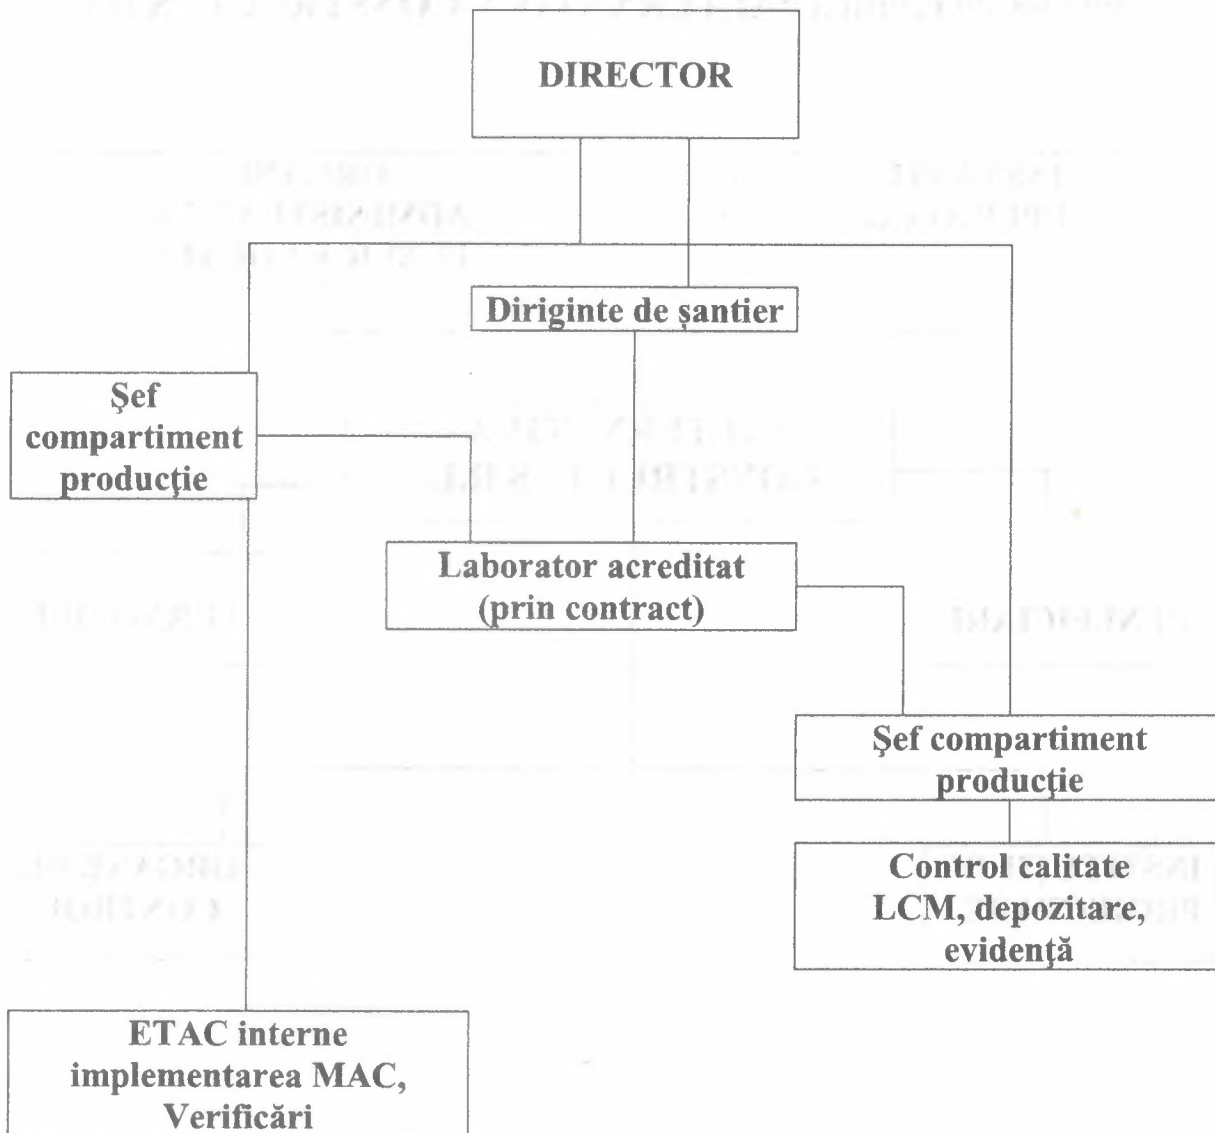 DIRECTOR
Diriginte de șantier
Şef
compartiment
producţie
Laborator acreditat
(prin contract)
Şef compartiment
producţie
Control calitate
LCM, depozitare,
evidenţă
ETAC interne
implementarea MAC,
Verificări